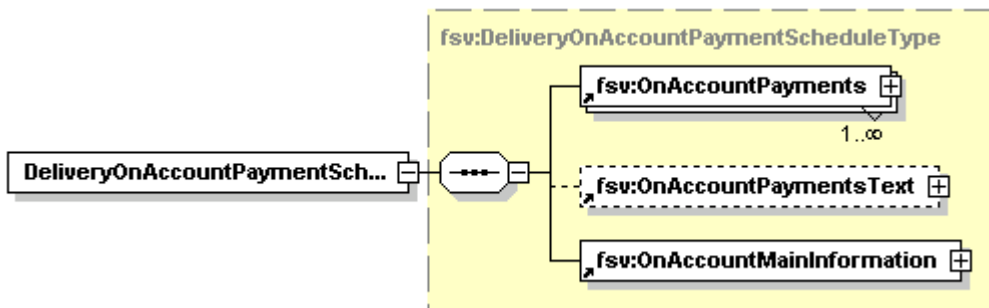 fsv:DeliveryOnAccountPaymentScheduleType
fsv:OnAccountPayments
1..∞
DeliveryOnAccountPaymentSch...
fsv:OnAccountPaymentsText
fsv:OnAccountMainInformation